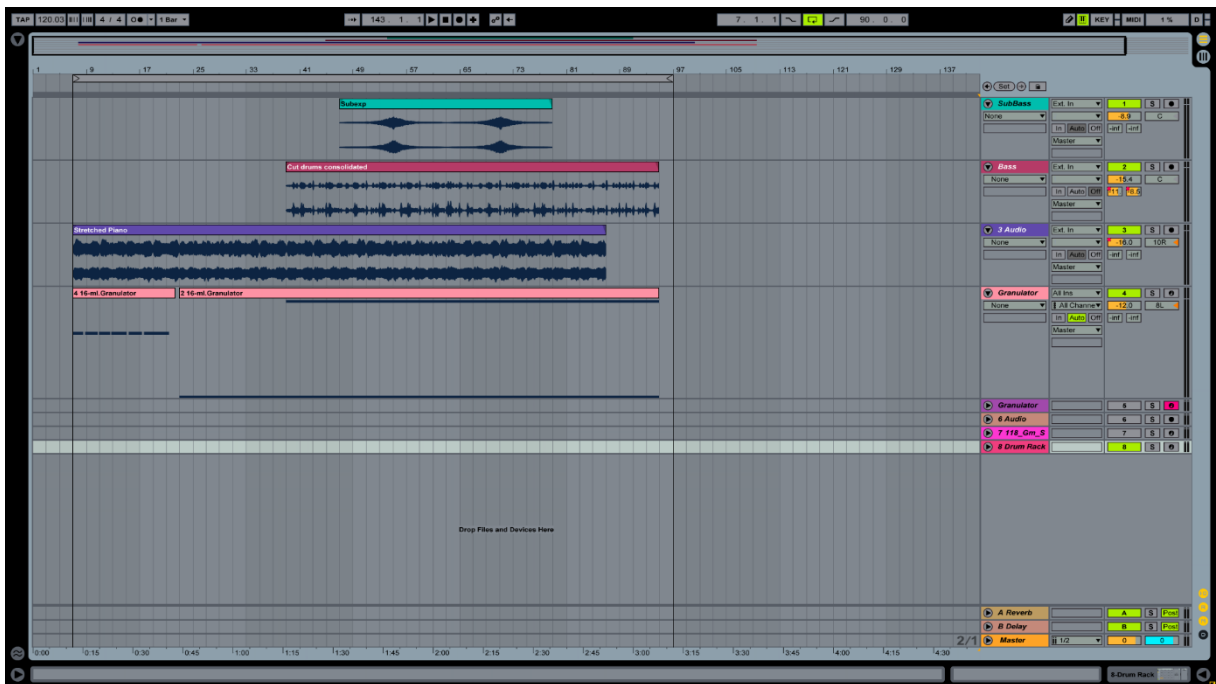 TAP 120.03 4 / 4 1 Bar 143. 1. 1 7. 1. 1 90. 0. 0 KEY MIDI 1 % D
1 9 17 25 33 41 49 57 65 73 81 89 97 105 113 121 129 137
Set
Subexp
SubBass Ext. In 1 S
None -8.9 C
In Auto Off -inf -inf
Master
Cut drums consolidated
Bass Ext. In 2 S
None -15.4 C
In Auto Off
Master
Stretched Piano
3 Audio Ext. In 3 S
None -16.0 10R
In Auto Off -inf -inf
Master
4 16-ml.Granulator 2 16-ml.Granulator
Granulator All Ins 4 S
None All Channe -12.0 8L
In Auto Off -inf -inf
Master
Granulator 5 S
6 Audio 6 S
7 118_Gm_S 7 S
8 Drum Rack 8 S
Drop Files and Devices Here
A Reverb A S Post
B Delay B S Post
2/1 Master 1/2 0 0
0:00 0:15 0:30 0:45 1:00 1:15 1:30 1:45 2:00 2:15 2:30 2:45 3:00 3:15 3:30 3:45 4:00 4:15 4:30
8-Drum Rack